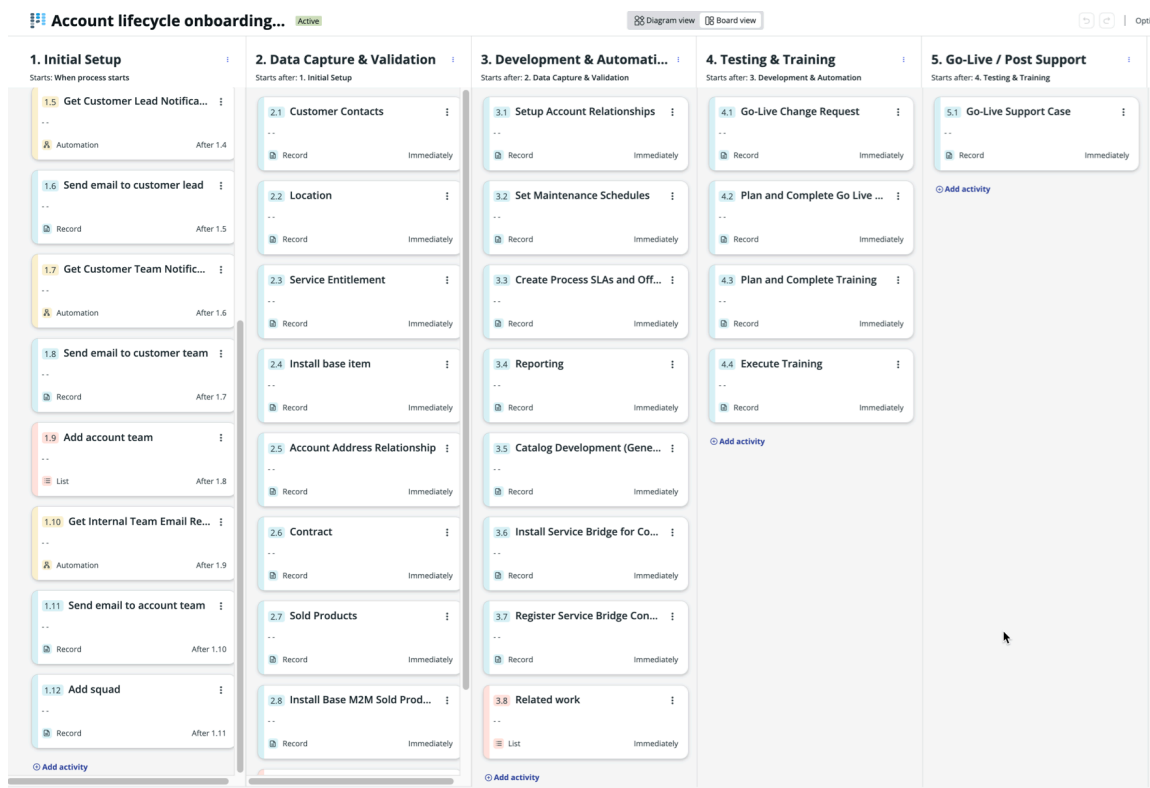 Account lifecycle onboarding...
Active
Diagram view
Board view
Opti
1. Initial Setup
Starts: When process starts
1.5 Get Customer Lead Notifica...
--
Automation After 1.4
1.6 Send email to customer lead
--
Record After 1.5
1.7 Get Customer Team Notific...
--
Automation After 1.6
1.8 Send email to customer team
--
Record After 1.7
1.9 Add account team
--
List After 1.8
1.10 Get Internal Team Email Re...
--
Automation After 1.9
1.11 Send email to account team
--
Record After 1.10
1.12 Add squad
--
Record After 1.11
Add activity
2. Data Capture & Validation
Starts after: 1. Initial Setup
2.1 Customer Contacts
--
Record Immediately
2.2 Location
--
Record Immediately
2.3 Service Entitlement
--
Record Immediately
2.4 Install base item
--
Record Immediately
2.5 Account Address Relationship
--
Record Immediately
2.6 Contract
--
Record Immediately
2.7 Sold Products
--
Record Immediately
2.8 Install Base M2M Sold Prod...
--
Record Immediately
3. Development & Automati...
Starts after: 2. Data Capture & Validation
3.1 Setup Account Relationships
--
Record Immediately
3.2 Set Maintenance Schedules
--
Record Immediately
3.3 Create Process SLAs and Off...
--
Record Immediately
3.4 Reporting
--
Record Immediately
3.5 Catalog Development (Gene...
--
Record Immediately
3.6 Install Service Bridge for Co...
--
Record Immediately
3.7 Register Service Bridge Con...
--
Record Immediately
3.8 Related work
--
List Immediately
Add activity
4. Testing & Training
Starts after: 3. Development & Automation
4.1 Go-Live Change Request
--
Record Immediately
4.2 Plan and Complete Go Live ...
--
Record Immediately
4.3 Plan and Complete Training
--
Record Immediately
4.4 Execute Training
--
Record Immediately
Add activity
5. Go-Live / Post Support
Starts after: 4. Testing & Training
5.1 Go-Live Support Case
--
Record Immediately
Add activity